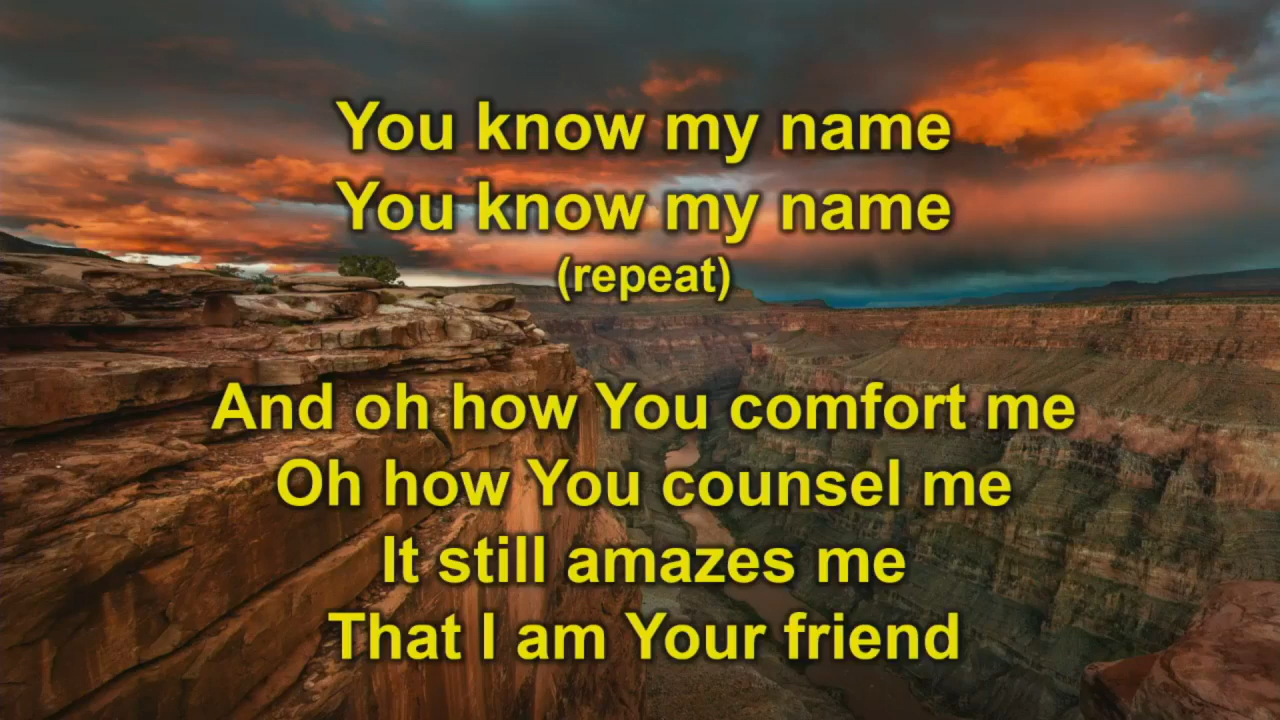 You know my name
You know my name
(repeat)
And oh how You comfort me
Oh how You counsel me
It still amazes me
That I am Your friend